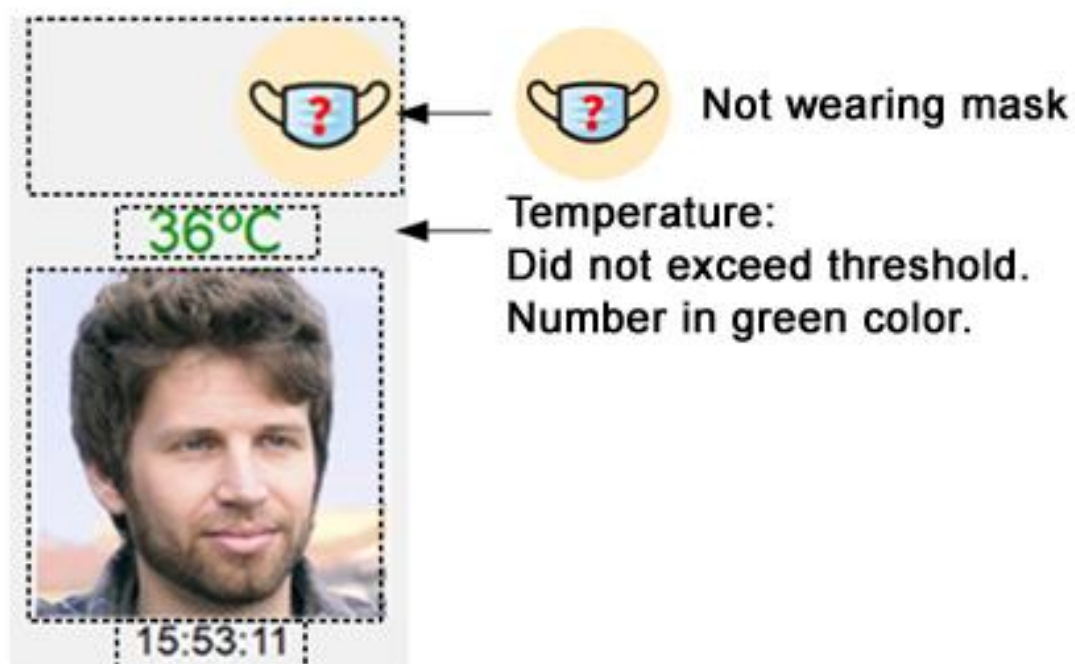 ?
?
Not wearing mask
36°C
Temperature:
Did not exceed threshold.
Number in green color.
15:53:11